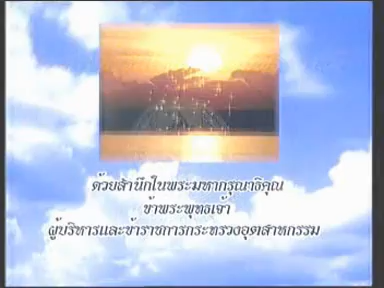 ด้วยสำนึกในพระมหากรุณาธิคุณ
ข้าพระพุทธเจ้า
ผู้บริหารและข้าราชการกระทรวงอุตสาหกรรม